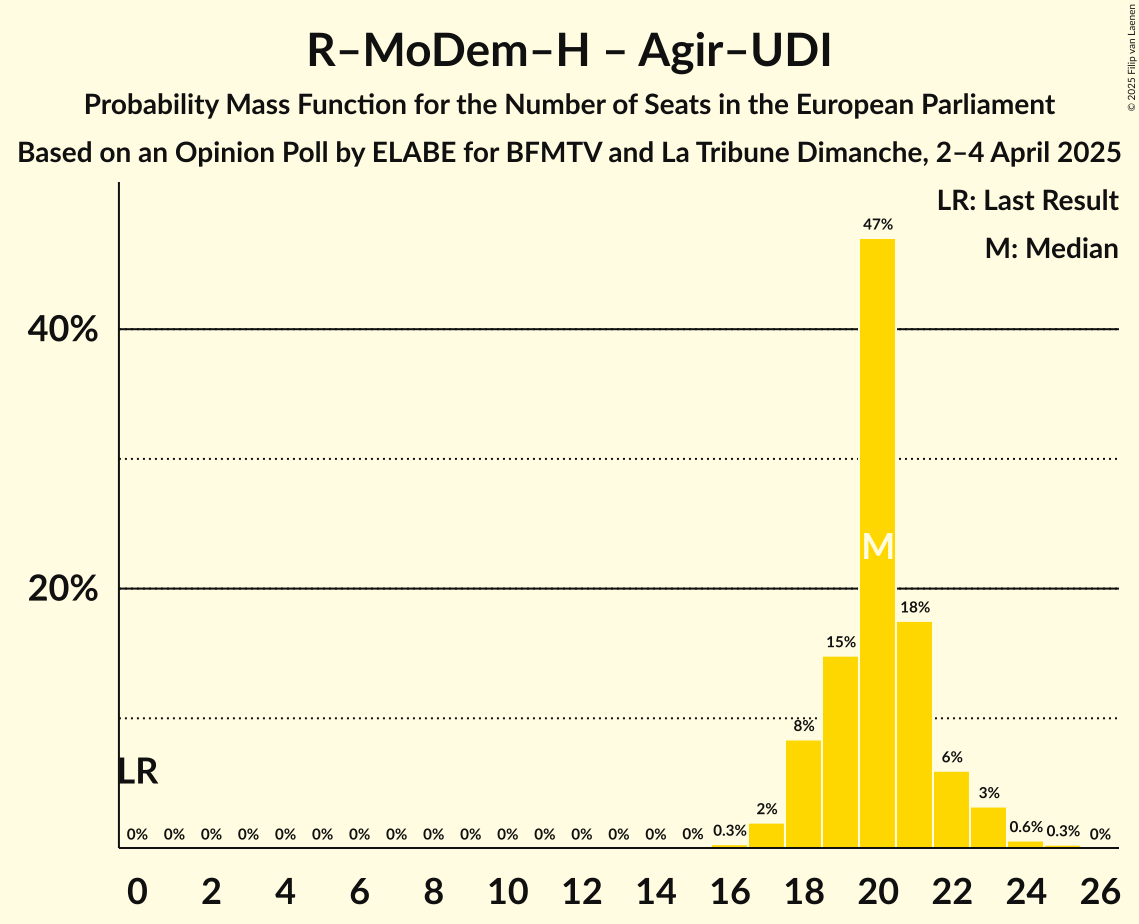 R–MoDem–H – Agir–UDI
Probability Mass Function for the Number of Seats in the European Parliament
Based on an Opinion Poll by ELABE for BFMTV and La Tribune Dimanche, 2–4 April 2025
© 2025 Filip van Laenen
LR: Last Result
M: Median
47%
40%
M
20%
18%
15%
8%
LR
6%
3%
2%
0% 0% 0% 0% 0% 0% 0% 0% 0% 0% 0% 0% 0% 0% 0% 0% 0.3% 0.6% 0.3% 0%
0 2 4 6 8 10 12 14 16 18 20 22 24 26